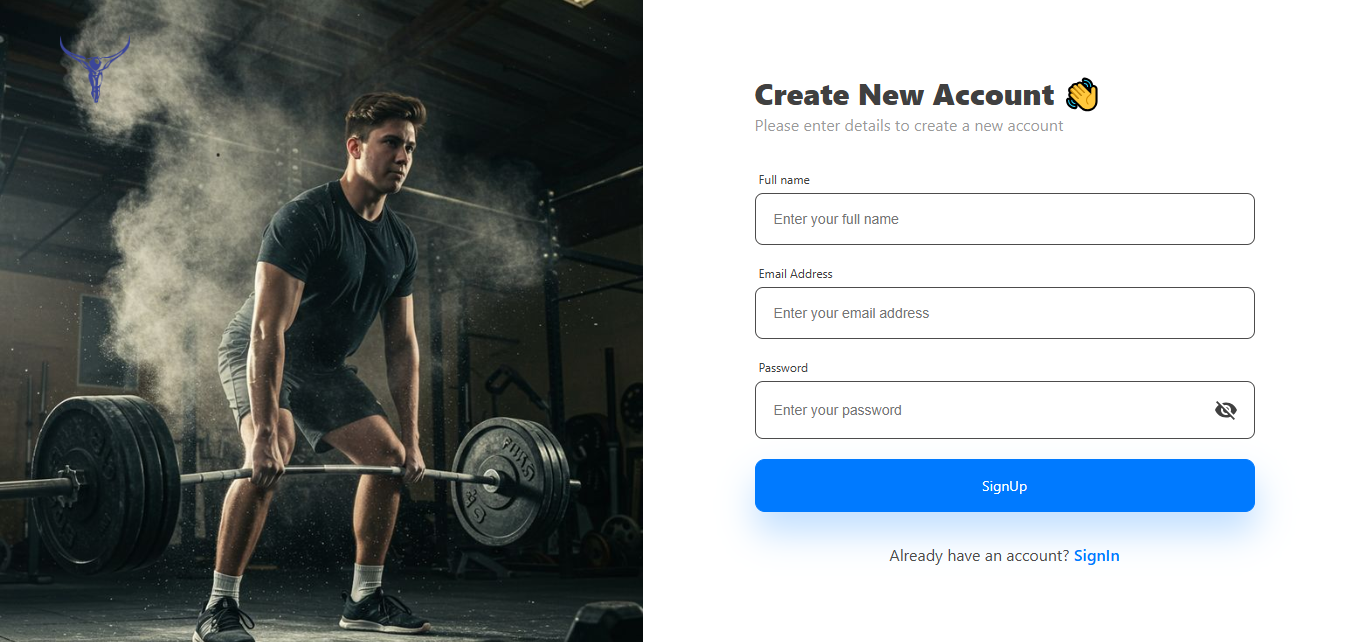 Create New Account 👋
Please enter details to create a new account
Full name
Enter your full name
Email Address
Enter your email address
Password
Enter your password
SignUp
Already have an account? SignIn